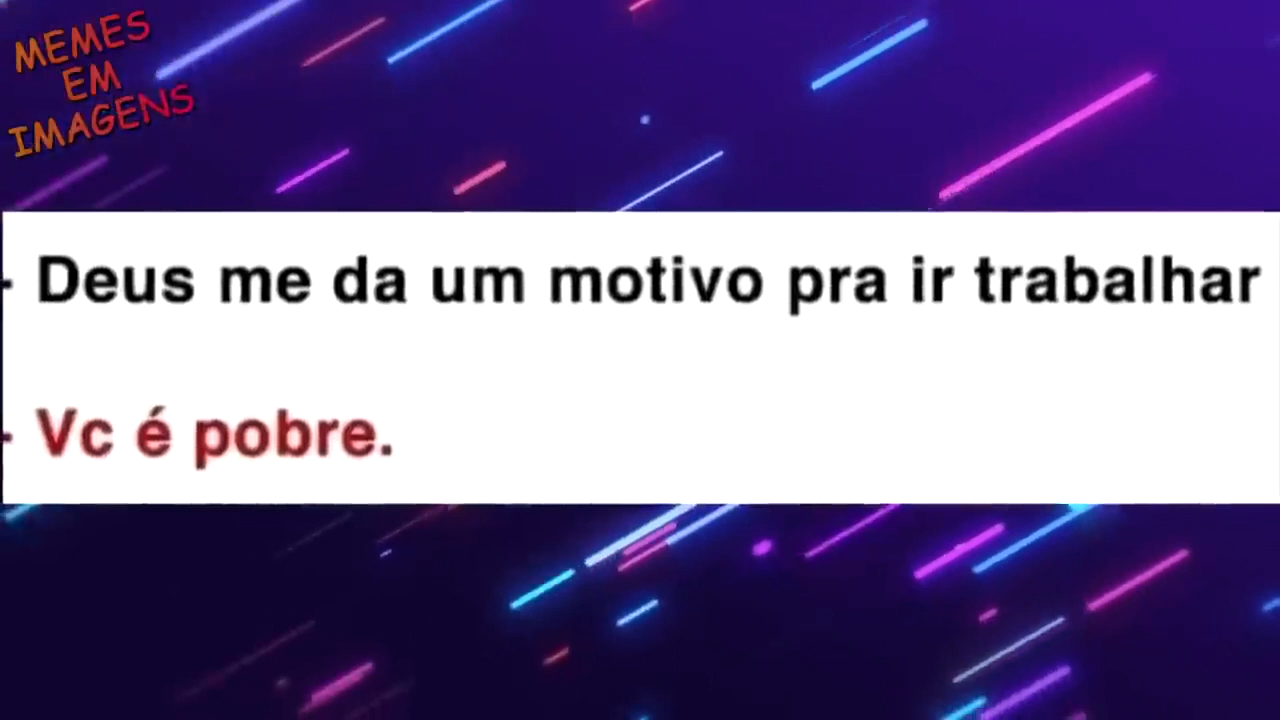 MEMES
EM
IMAGENS
- Deus me da um motivo pra ir trabalhar
- Vc é pobre.